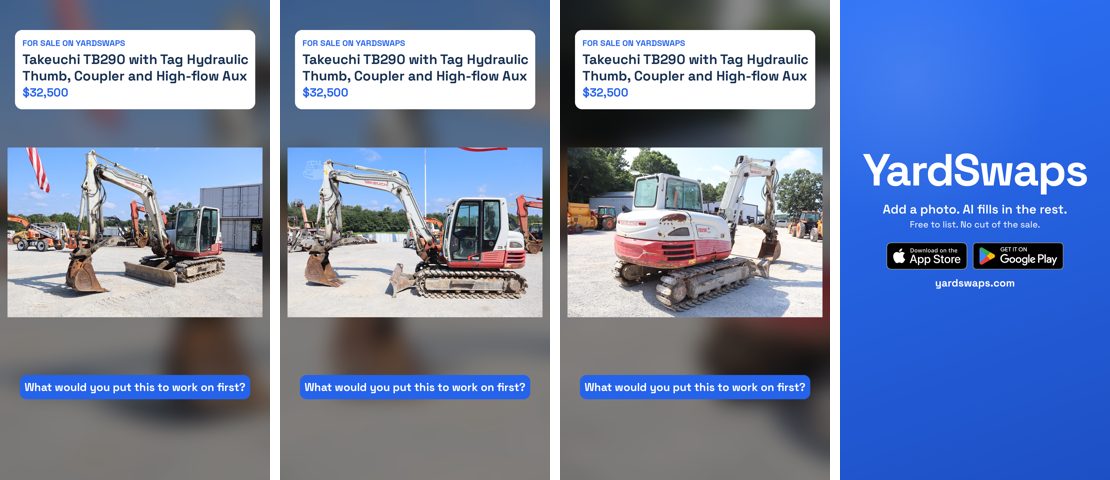 FOR SALE ON YARDSWAPS
Takeuchi TB290 with Tag Hydraulic
Thumb, Coupler and High-flow Aux
$32,500
What would you put this to work on first?
FOR SALE ON YARDSWAPS
Takeuchi TB290 with Tag Hydraulic
Thumb, Coupler and High-flow Aux
$32,500
What would you put this to work on first?
FOR SALE ON YARDSWAPS
Takeuchi TB290 with Tag Hydraulic
Thumb, Coupler and High-flow Aux
$32,500
What would you put this to work on first?
YardSwaps
Add a photo. AI fills in the rest.
Free to list. No cut of the sale.
Download on the
App Store
GET IT ON
Google Play
yardswaps.com